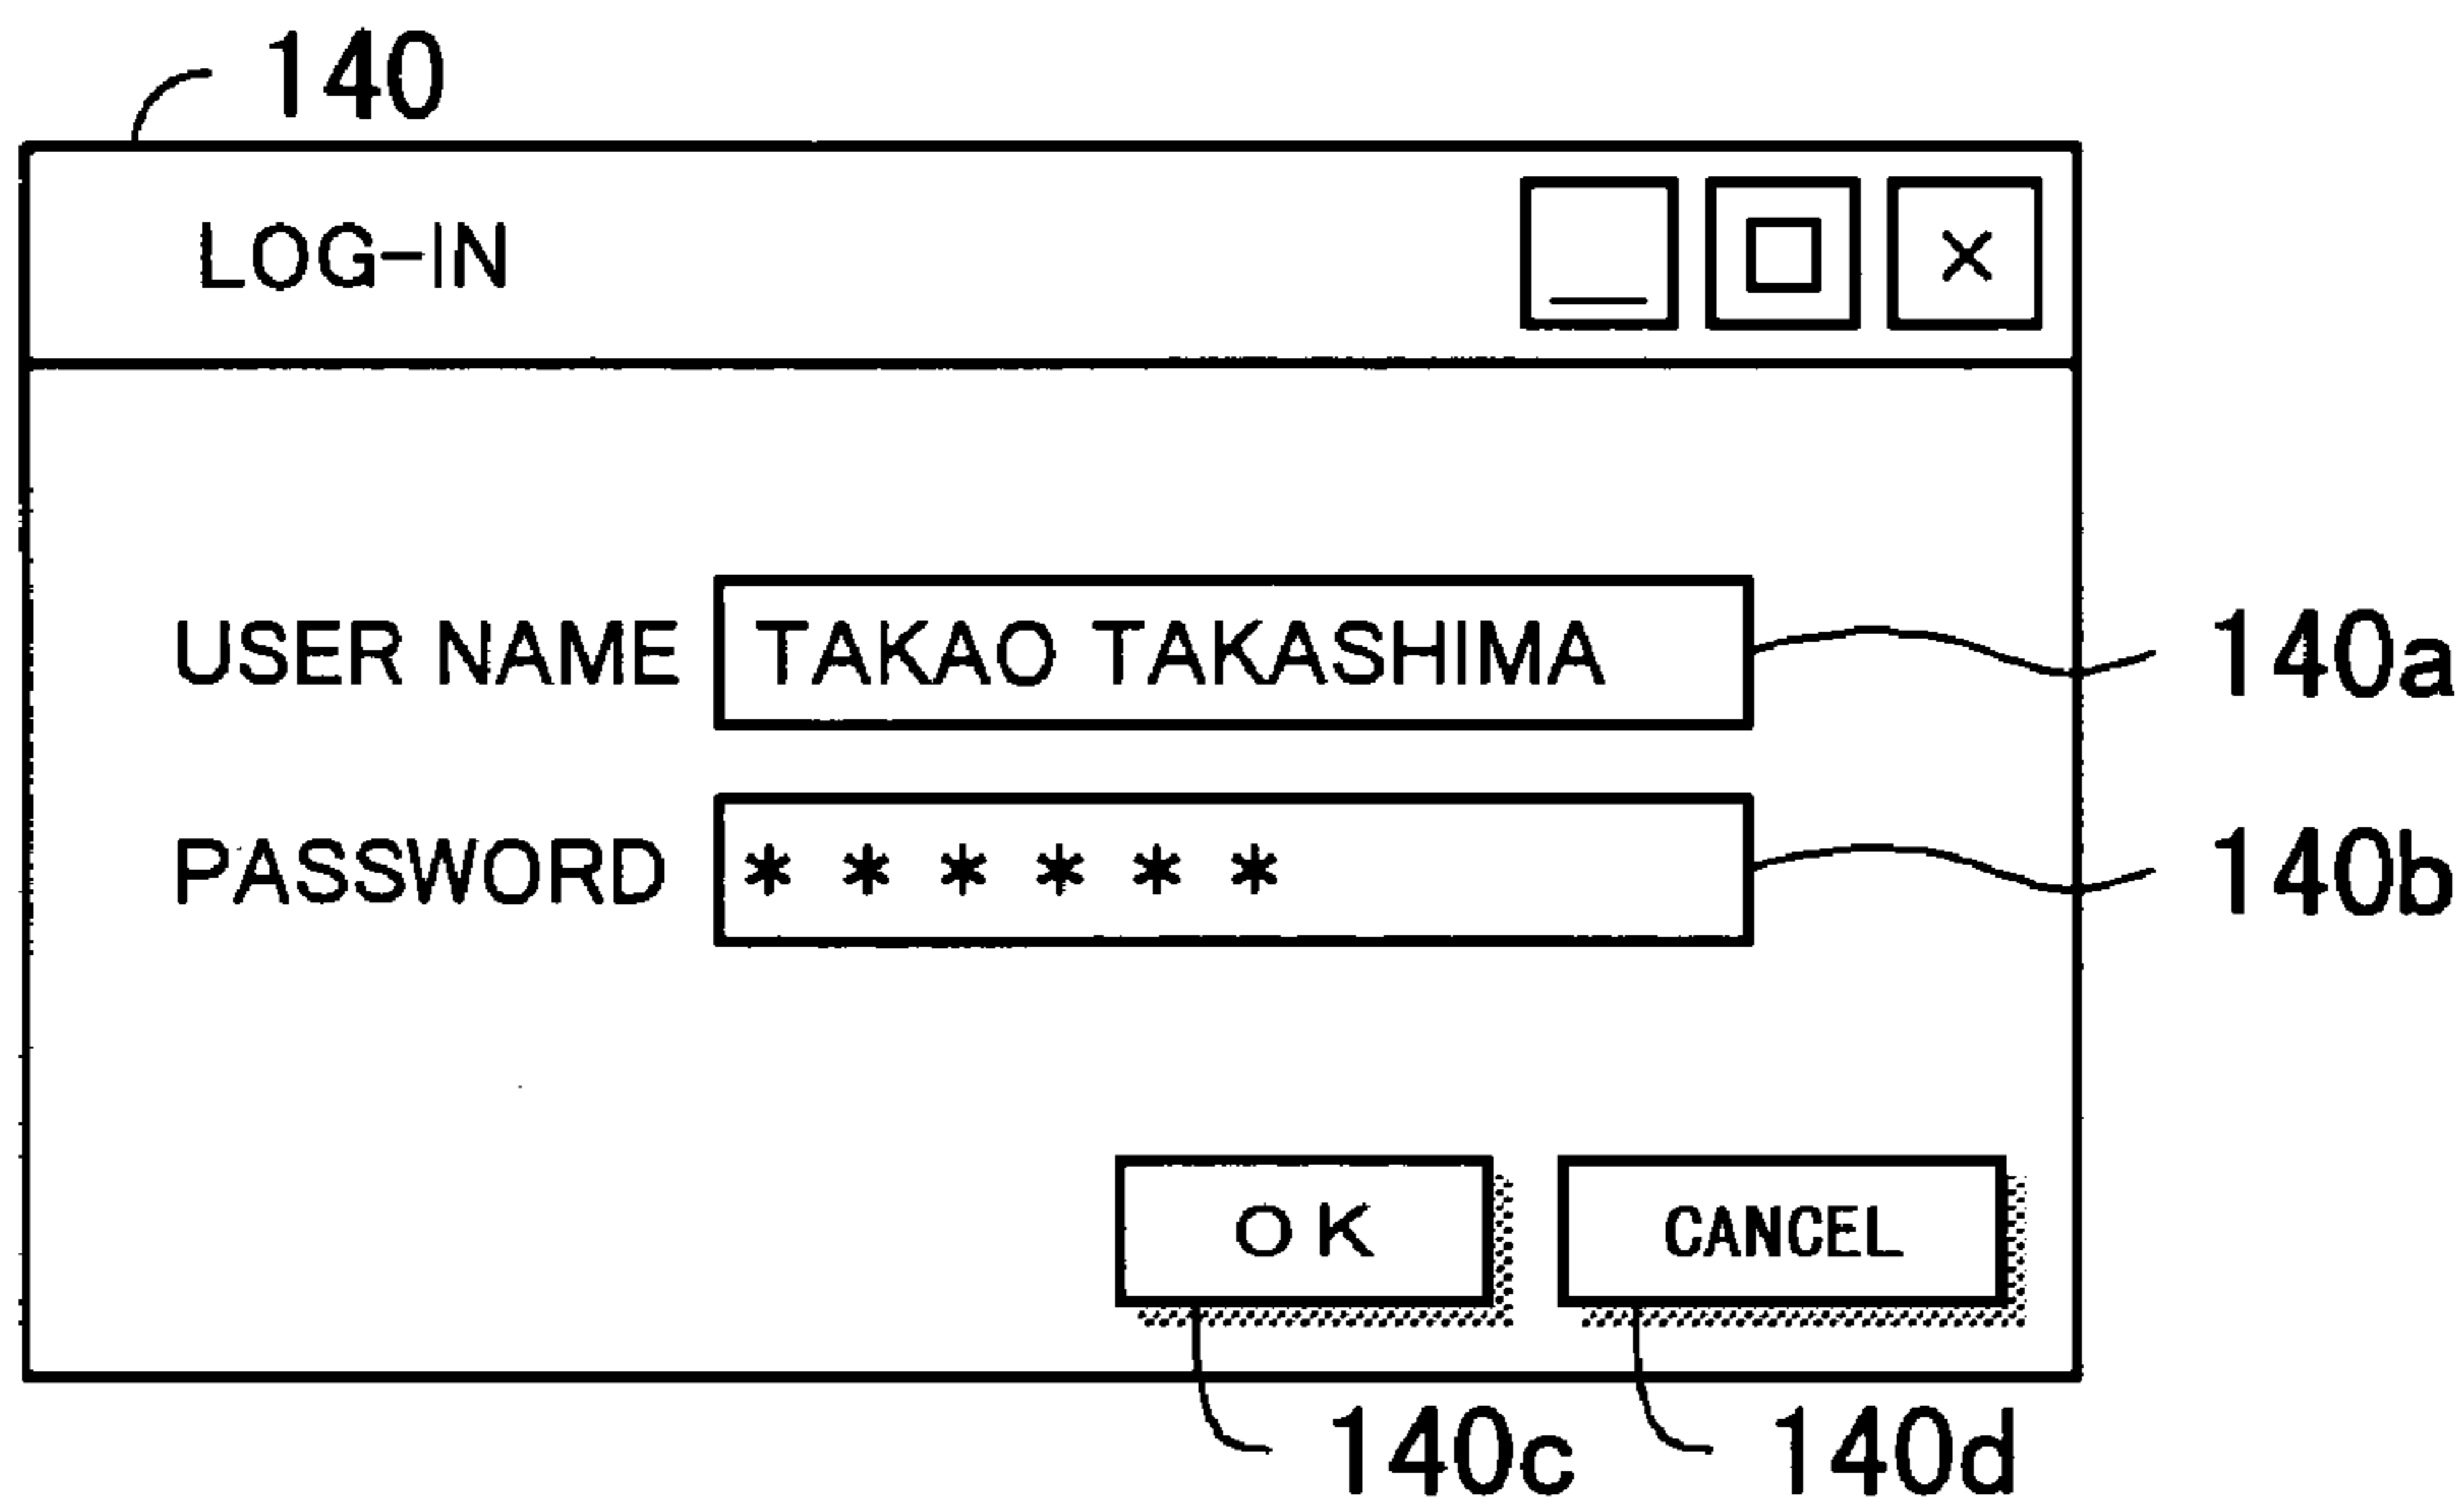 140
LOG-IN
USER NAME TAKAO TAKASHIMA 140a
PASSWORD * * * * * * 140b
OK CANCEL
140c 140d